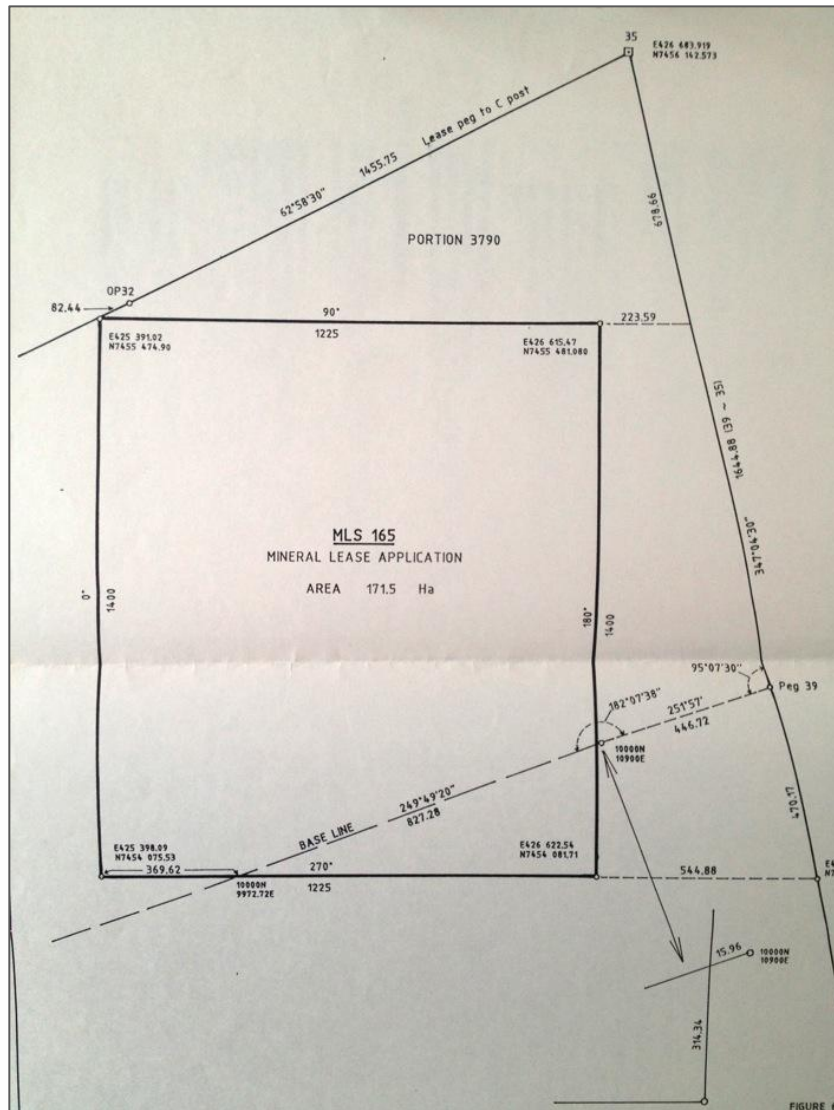 35
E426 683.919
N7456 142.573
Lease peg to C post
1455.75
62°58'30"
678.66
PORTION 3790
OP32
82.44
90°
1225
223.59
E425 391.02
N7455 474.90
E426 615.47
N7455 481.080
1644.88 (39 ~ 35)
347°04'30"
MLS 165
MINERAL LEASE APPLICATION
AREA 171.5 Ha
0°
1400
180°
1400
95°07'30"
Peg 39
182°07'38"
251°57'
446.72
10000N
10900E
249°49'20"
827.28
BASE LINE
470.17
E425 398.09
N7454 075.53
E426 622.54
N7454 081.71
369.62
270°
1225
544.88
10000N
9972.72E
15.96
10000N
10900E
314.34
FIGURE